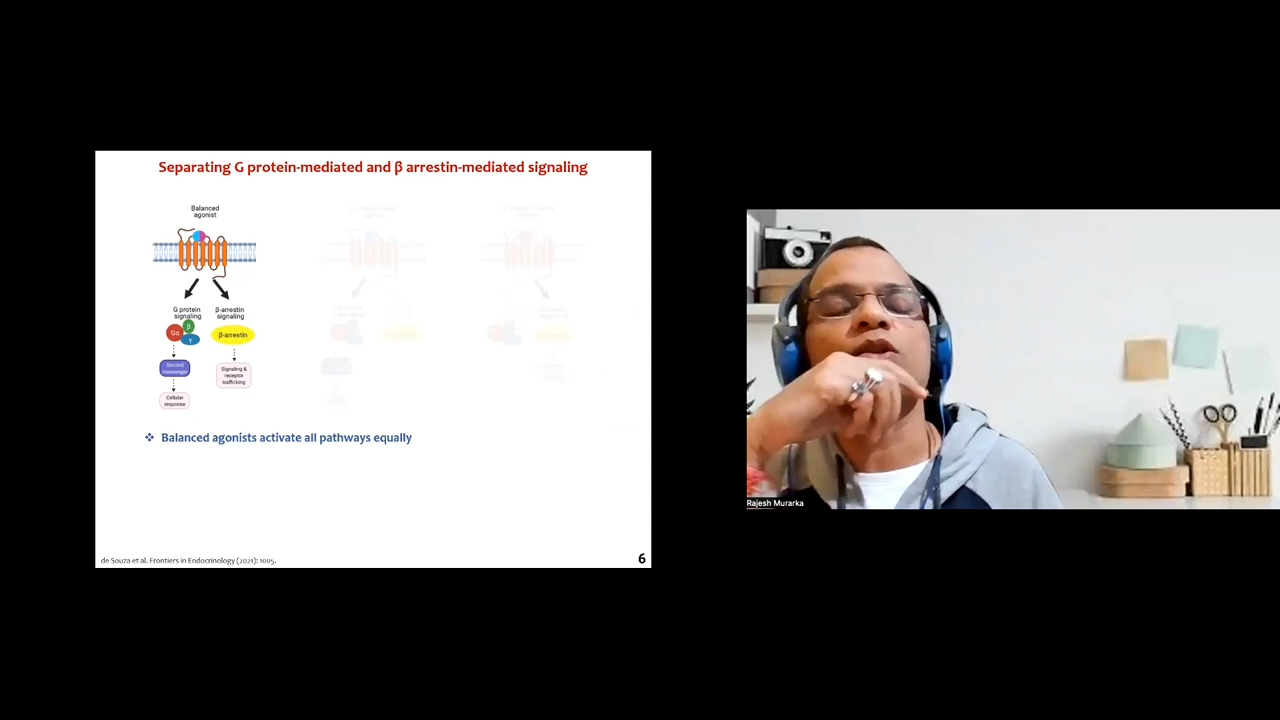 Separating G protein-mediated and β arrestin-mediated signaling
Balanced
agonist
G protein
signaling
β-arrestin
signaling
Gα
β
γ
β-arrestin
Second
messenger
Signaling &
receptor
trafficking
Cellular
response
❖ Balanced agonists activate all pathways equally
de Souza et al. Frontiers in Endocrinology (2021): 1005.
6
Rajesh Murarka